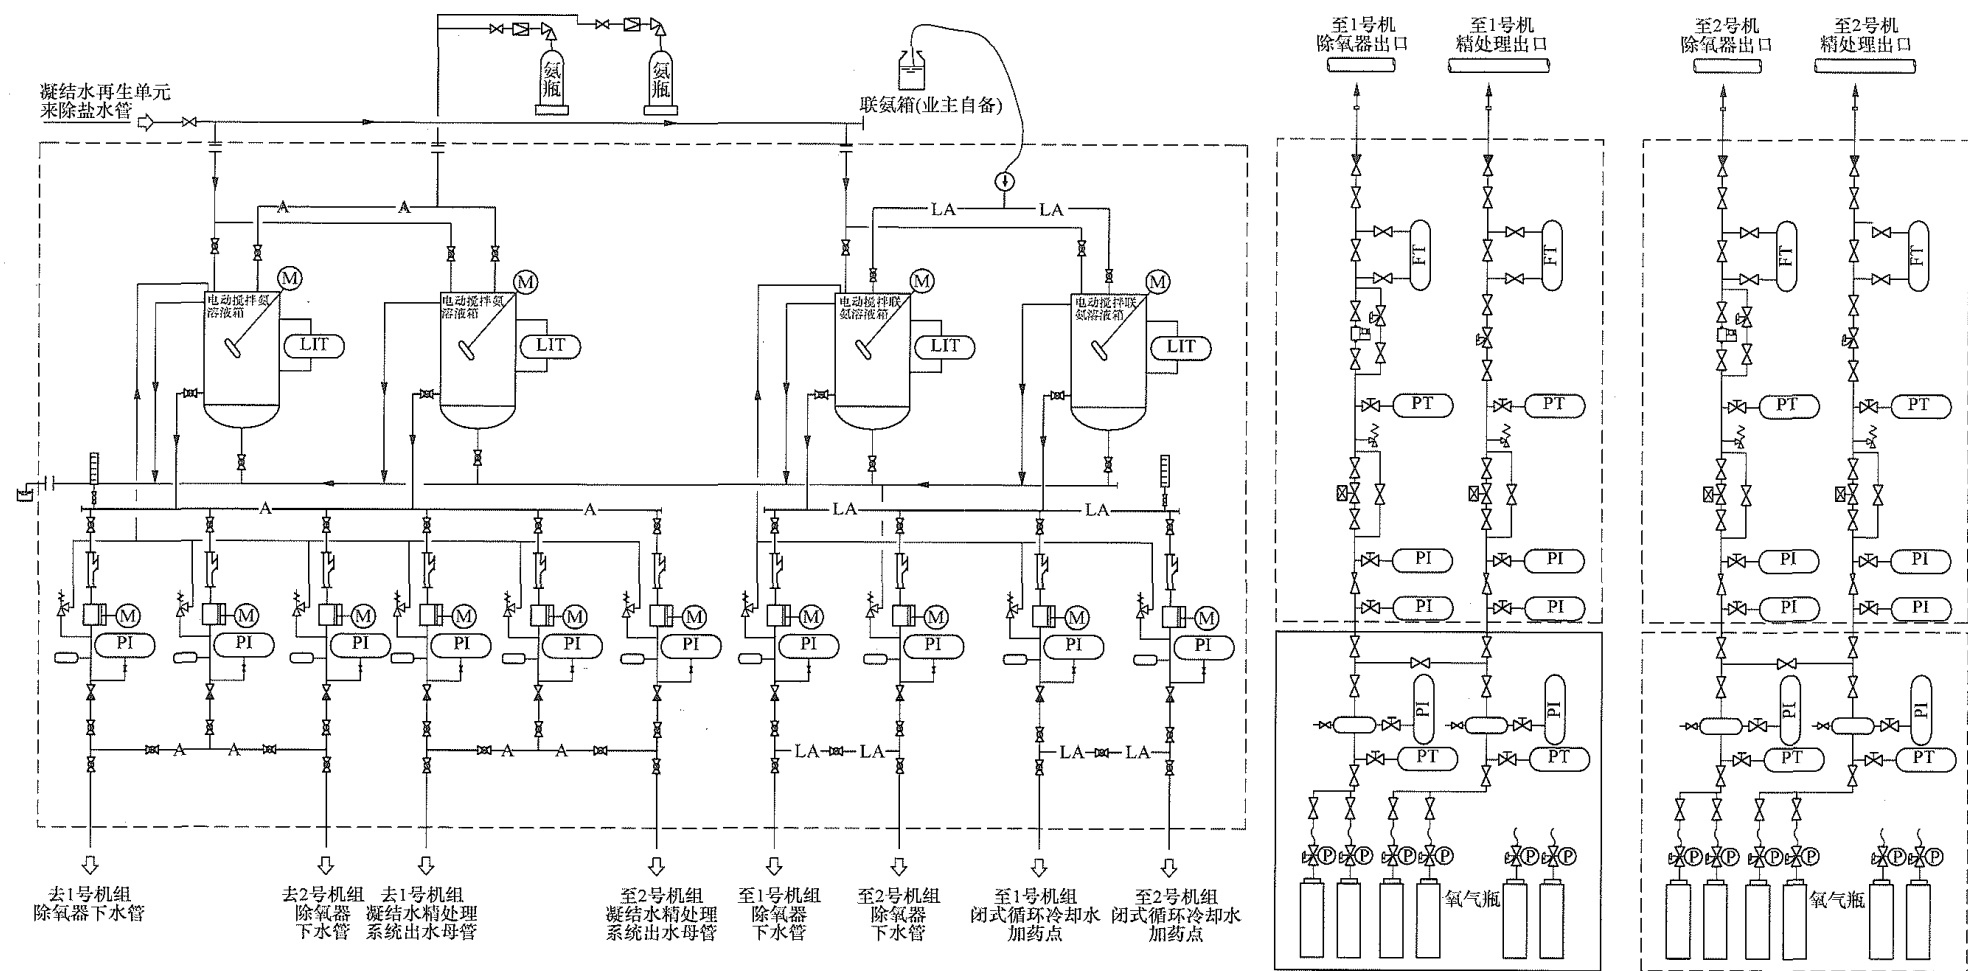 氨瓶
氨瓶
凝结水再生单元
来除盐水管
联氨箱(业主自备)
A
A
LA
LA
M
M
M
M
电动搅拌氨
溶液箱
电动搅拌氨
溶液箱
电动搅拌联
氨溶液箱
电动搅拌联
氨溶液箱
LIT
LIT
LIT
LIT
A
A
LA
LA
M
M
M
M
M
M
M
M
M
M
PI
PI
PI
PI
PI
PI
PI
PI
PI
PI
A
A
A
A
LA
LA
LA
LA
去1号机组
除氧器下水管
去2号机组
除氧器
下水管
去1号机组
凝结水精处理
系统出水母管
至2号机组
凝结水精处理
系统出水母管
至1号机组
除氧器
下水管
至2号机组
除氧器
下水管
至1号机组
闭式循环冷却水
加药点
至2号机组
闭式循环冷却水
加药点
至1号机
除氧器出口
至1号机
精处理出口
至2号机
除氧器出口
至2号机
精处理出口
FT
FT
FT
FT
PT
PT
PT
PT
PI
PI
PI
PI
PI
PI
PI
PI
PI
PI
PI
PI
PT
PT
PT
PT
P
P
P
P
P
P
P
P
P
P
P
P
氧气瓶
氧气瓶